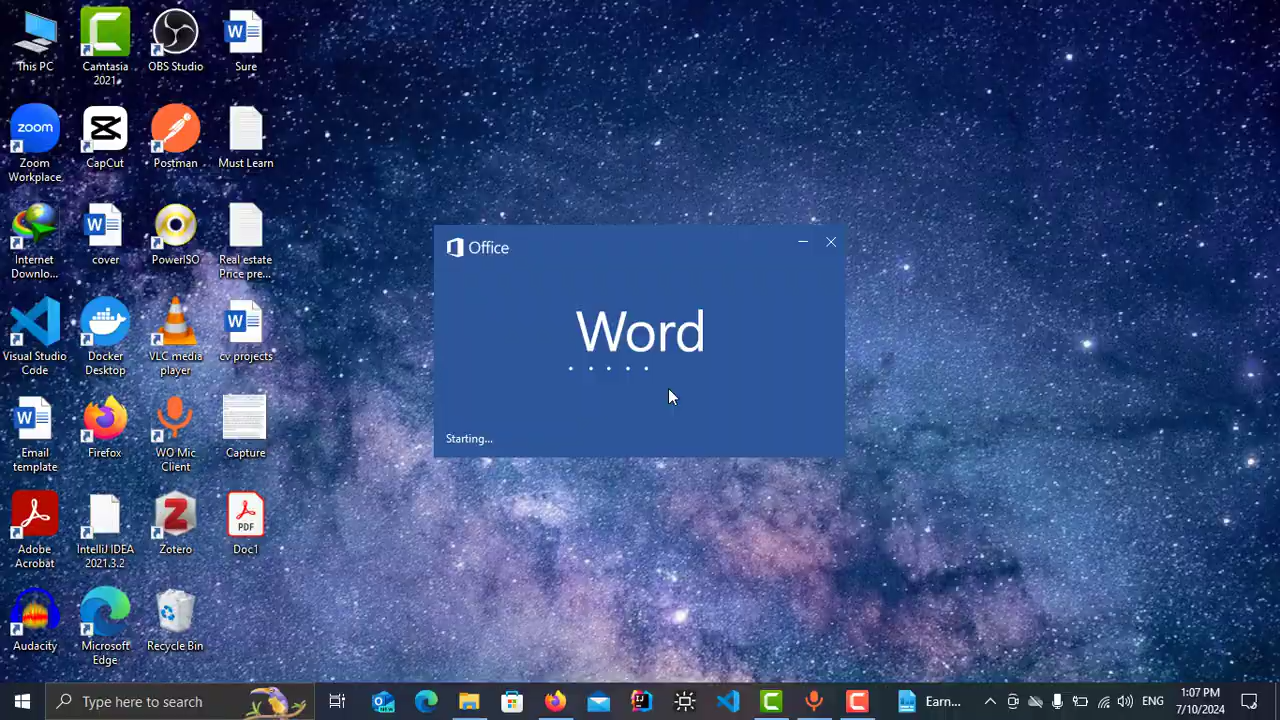 This PC
Camtasia
2021
OBS Studio
Sure
zoom
Zoom
Workplace
CapCut
Postman
Must Learn
Internet
Downlo...
cover
PowerISO
Real estate
Price pre...
Visual Studio
Code
Docker
Desktop
VLC media
player
cv projects
Email
template
Firefox
WO Mic
Client
Capture
Adobe
Acrobat
IntelliJ IDEA
2021.3.2
Zotero
PDF
Doc1
Audacity
Microsoft
Edge
Recycle Bin
Office
Word
Starting...
Type here to search
NEW
Earn...
ENG
1:07 PM
7/10/2024